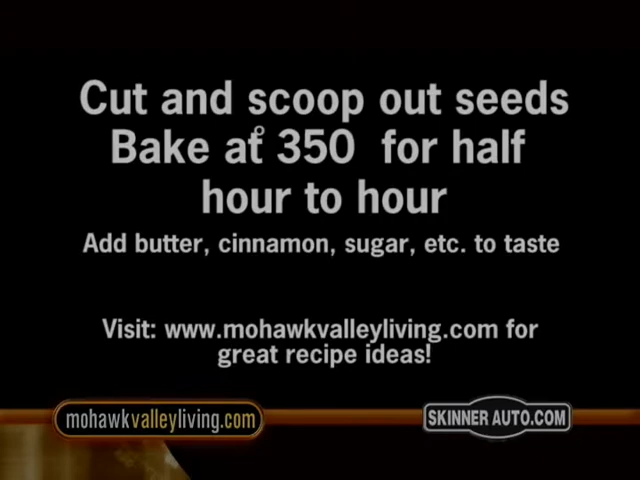 Cut and scoop out seeds
Bake at° 350 for half
hour to hour
Add butter, cinnamon, sugar, etc. to taste
Visit: www.mohawkvalleyliving.com for
great recipe ideas!
mohawkvalleyliving.com
SKINNER AUTO.COM